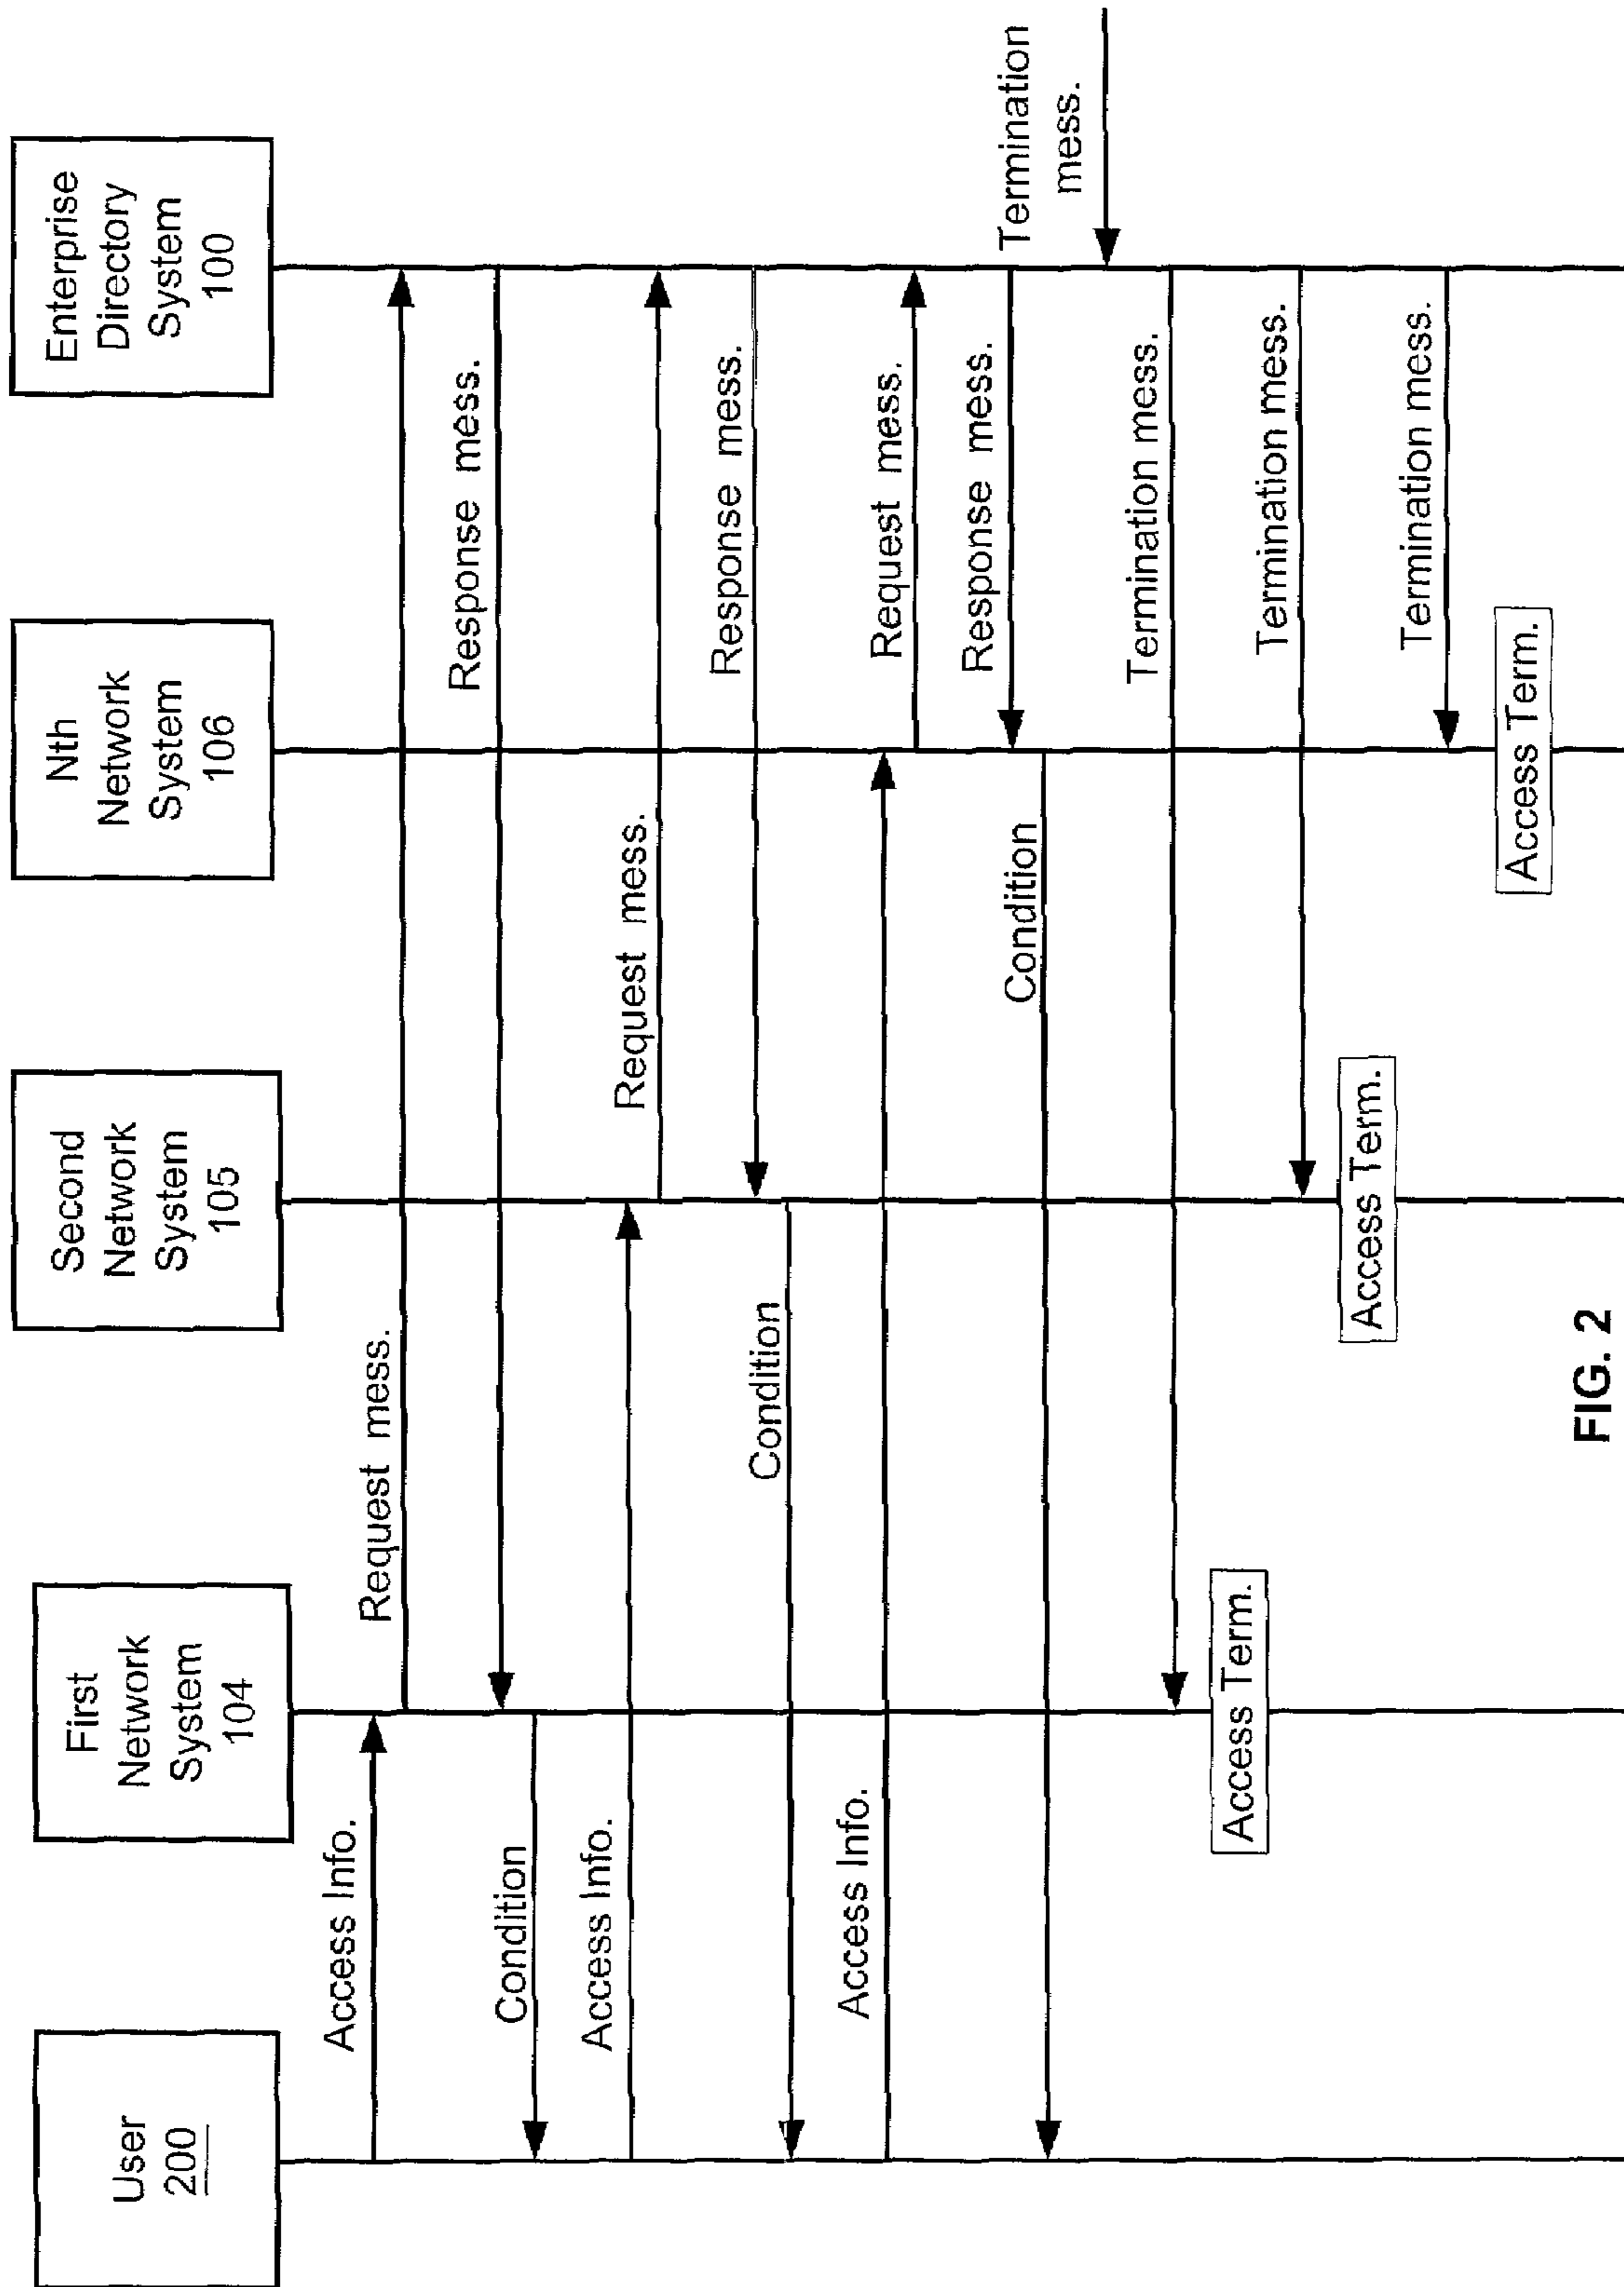 User
200
First
Network
System
104
Second
Network
System
105
Nth
Network
System
106
Enterprise
Directory
System
100
Access Info.
Request mess.
Response mess.
Condition
Access Info.
Request mess.
Response mess.
Condition
Access Info.
Request mess.
Response mess.
Condition
Termination
mess.
Termination mess.
Access Term.
Termination mess.
Access Term.
Termination mess.
Access Term.
FIG. 2